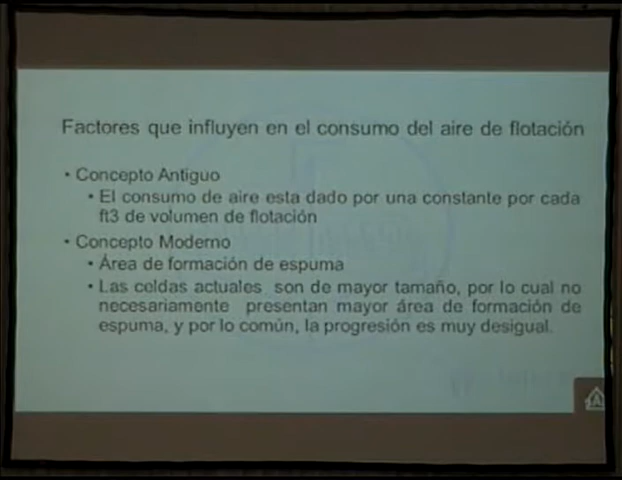 Factores que influyen en el consumo del aire de flotación
• Concepto Antiguo
• El consumo de aire esta dado por una constante por cada
ft3 de volumen de flotación
• Concepto Moderno
• Área de formación de espuma
• Las celdas actuales son de mayor tamaño, por lo cual no
necesariamente presentan mayor área de formación de
espuma, y por lo común, la progresión es muy desigual.